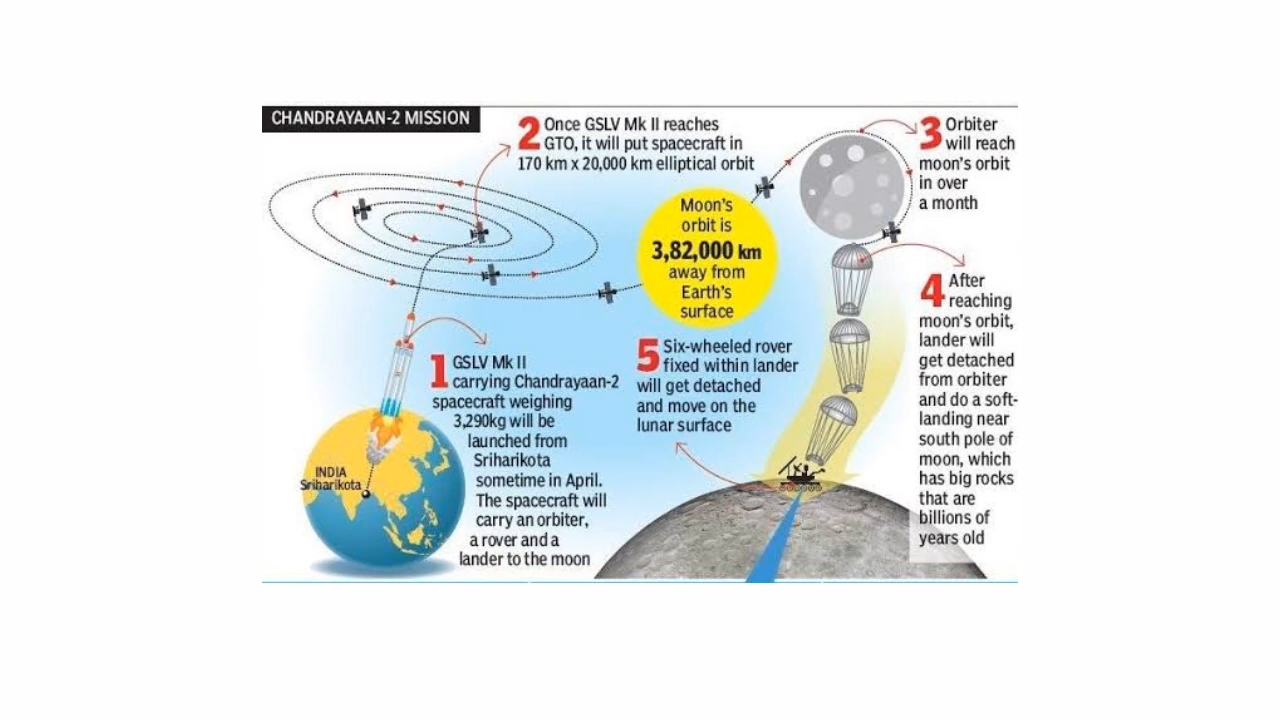 CHANDRAYAAN-2 MISSION
1 GSLV Mk II
carrying Chandrayaan-2
spacecraft weighing
3,290kg will be
launched from
Sriharikota
sometime in April.
The spacecraft will
carry an orbiter,
a rover and a
lander to the moon
INDIA
Sriharikota
2 Once GSLV Mk II reaches
GTO, it will put spacecraft in
170 km x 20,000 km elliptical orbit
Moon's
orbit is
3,82,000 km
away from
Earth's
surface
3 Orbiter
will reach
moon's orbit
in over
a month
4 After
reaching
moon's orbit,
lander will
get detached
from orbiter
and do a soft-
landing near
south pole of
moon, which
has big rocks
that are
billions of
years old
5 Six-wheeled rover
fixed within lander
will get detached
and move on the
lunar surface